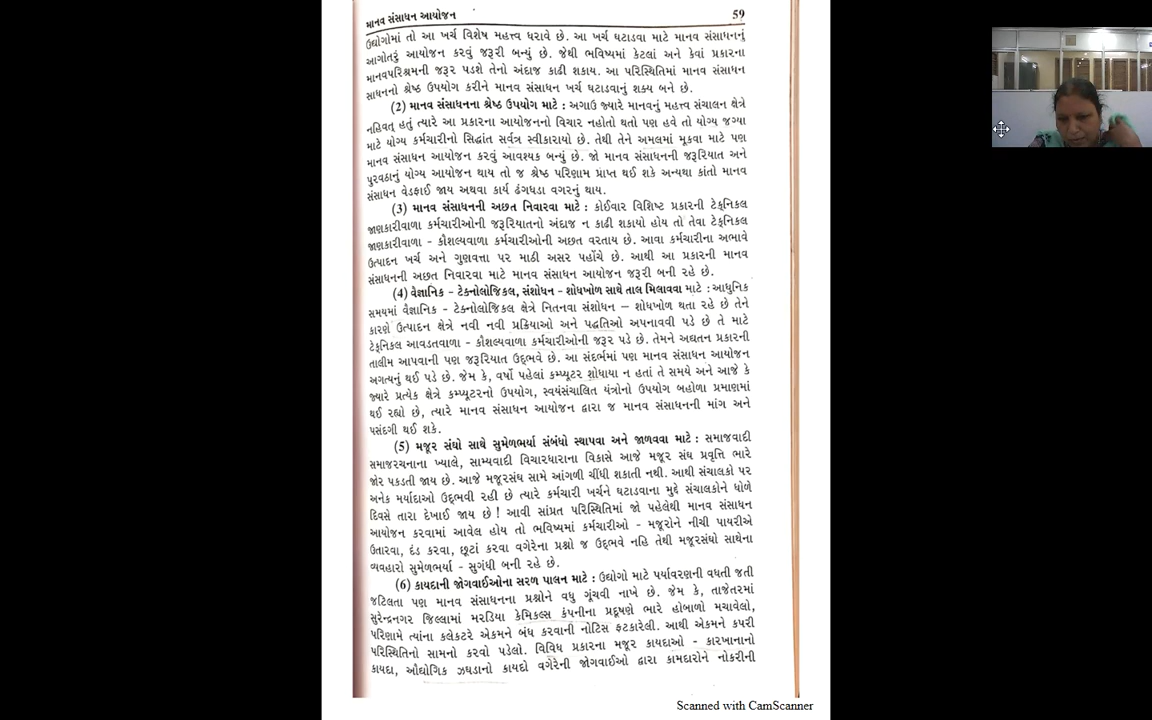 માનવ સંસાધન આયોજન
59
ઉદ્યોગોમાં તો આ ખર્ચ વિશેષ મહત્ત્વ ધરાવે છે. આ ખર્ચ ઘટાડવા માટે માનવ સંસાધનનું
આગોતરું આયોજન કરવું જરૂરી બન્યું છે. જેથી ભવિષ્યમાં કેટલાં અને કેવાં પ્રકારના
માનવપરિશ્રમની જરૂર પડશે તેનો અંદાજ કાઢી શકાય. આ પરિસ્થિતિમાં માનવ સંસાધન
સાધનનો શ્રેષ્ઠ ઉપયોગ કરીને માનવ સંસાધન ખર્ચ ઘટાડવાનું શક્ય બને છે.
(2) માનવ સંસાધનના શ્રેષ્ઠ ઉપયોગ માટે : અગાઉ જ્યારે માનવનું મહત્ત્વ સંચાલન ક્ષેત્રે
નહિવત્ હતું ત્યારે આ પ્રકારના આયોજનનો વિચાર નહોતો થતો પણ હવે તો યોગ્ય જગ્યા
માટે યોગ્ય કર્મચારીનો સિદ્ધાંત સર્વત્ર સ્વીકારાયો છે. તેથી તેને અમલમાં મૂકવા માટે પણ
માનવ સંસાધન આયોજન કરવું આવશ્યક બન્યું છે. જો માનવ સંસાધનની જરૂરિયાત અને
પુરવઠાનું યોગ્ય આયોજન થાય તો જ શ્રેષ્ઠ પરિણામ પ્રાપ્ત થઈ શકે અન્યથા કાંતો માનવ
સંસાધન વેડફાઈ જાય અથવા કાર્ય ઢંગધડા વગરનું થાય.
(3) માનવ સંસાધનની અછત નિવારવા માટે : કોઈવાર વિશિષ્ટ પ્રકારની ટેક્નિકલ
જાણકારીવાળા કર્મચારીઓની જરૂરિયાતનો અંદાજ ન કાઢી શકાયો હોય તો તેવા ટેક્નિકલ
જાણકારીવાળા - કૌશલ્યવાળા કર્મચારીઓની અછત વરતાય છે. આવા કર્મચારીના અભાવે
ઉત્પાદન ખર્ચ અને ગુણવત્તા પર માઠી અસર પહોંચે છે. આથી આ પ્રકારની માનવ
સંસાધનની અછત નિવારવા માટે માનવ સંસાધન આયોજન જરૂરી બની રહે છે.
(4) વૈજ્ઞાનિક - ટેક્નોલોજિકલ, સંશોધન - શોધખોળ સાથે તાલ મિલાવવા માટે : આધુનિક
સમયમાં વૈજ્ઞાનિક - ટેક્નોલોજિકલ ક્ષેત્રે નિતનવા સંશોધન – શોધખોળ થતા રહે છે તેને
કારણે ઉત્પાદન ક્ષેત્રે નવી નવી પ્રક્રિયાઓ અને પદ્ધતિઓ અપનાવવી પડે છે તે માટે
ટેક્નિકલ આવડતવાળા - કૌશલ્યવાળા કર્મચારીઓની જરૂર પડે છે. તેમને અદ્યતન પ્રકારની
તાલીમ આપવાની પણ જરૂરિયાત ઉદ્ભવે છે. આ સંદર્ભમાં પણ માનવ સંસાધન આયોજન
અગત્યનું થઈ પડે છે. જેમ કે, વર્ષો પહેલાં કમ્પ્યૂટર શોધાયા ન હતાં તે સમયે અને આજે કે
જ્યારે પ્રત્યેક ક્ષેત્રે કમ્પ્યૂટરનો ઉપયોગ, સ્વયંસંચાલિત યંત્રોનો ઉપયોગ બહોળા પ્રમાણમાં
થઈ રહ્યો છે, ત્યારે માનવ સંસાધન આયોજન દ્વારા જ માનવ સંસાધનની માંગ અને
પસંદગી થઈ શકે.
(5) મજૂર સંઘો સાથે સુમેળભર્યા સંબંધો સ્થાપવા અને જાળવવા માટે : સમાજવાદી
સમાજરચનાના ખ્યાલે, સામ્યવાદી વિચારધારાના વિકાસે આજે મજૂર સંઘ પ્રવૃત્તિ ભારે
જોર પકડતી જાય છે. આજે મજૂરસંઘ સામે આંગળી ચીંધી શકાતી નથી. આથી સંચાલકો પર
અનેક મર્યાદાઓ ઉદ્ભવી રહી છે ત્યારે કર્મચારી ખર્ચને ઘટાડવાના મુદ્દે સંચાલકોને ધોળે
દિવસે તારા દેખાઈ જાય છે ! આવી સાંપ્રત પરિસ્થિતિમાં જો પહેલેથી માનવ સંસાધન
આયોજન કરવામાં આવેલ હોય તો ભવિષ્યમાં કર્મચારીઓ - મજૂરોને નીચી પાયરીએ
ઉતારવા, દંડ કરવા, છૂટાં કરવા વગેરેના પ્રશ્નો જ ઉદ્ભવે નહિ તેથી મજૂરસંઘો સાથેના
વ્યવહારો સુમેળભર્યા - સુગંધી બની રહે છે.
(6) કાયદાની જોગવાઈઓના સરળ પાલન માટે : ઉદ્યોગો માટે પર્યાવરણની વધતી જતી
જટિલતા પણ માનવ સંસાધનના પ્રશ્નોને વધુ ગૂંચવી નાખે છે. જેમ કે, તાજેતરમાં
સુરેન્દ્રનગર જિલ્લામાં મરડિયા કેમિકલ્સ કંપનીના પ્રદૂષણે ભારે હોબાળો મચાવેલો,
પરિણામે ત્યાંના કલેકટરે એકમને બંધ કરવાની નોટિસ ફટકારેલી. આથી એકમને કપરી
પરિસ્થિતિનો સામનો કરવો પડેલો. વિવિધ પ્રકારના મજૂર કાયદાઓ - કારખાનાનો
કાયદા, ઔદ્યોગિક ઝઘડાનો કાયદો વગેરેની જોગવાઈઓ દ્વારા કામદારોને નોકરીની
Scanned with CamScanner